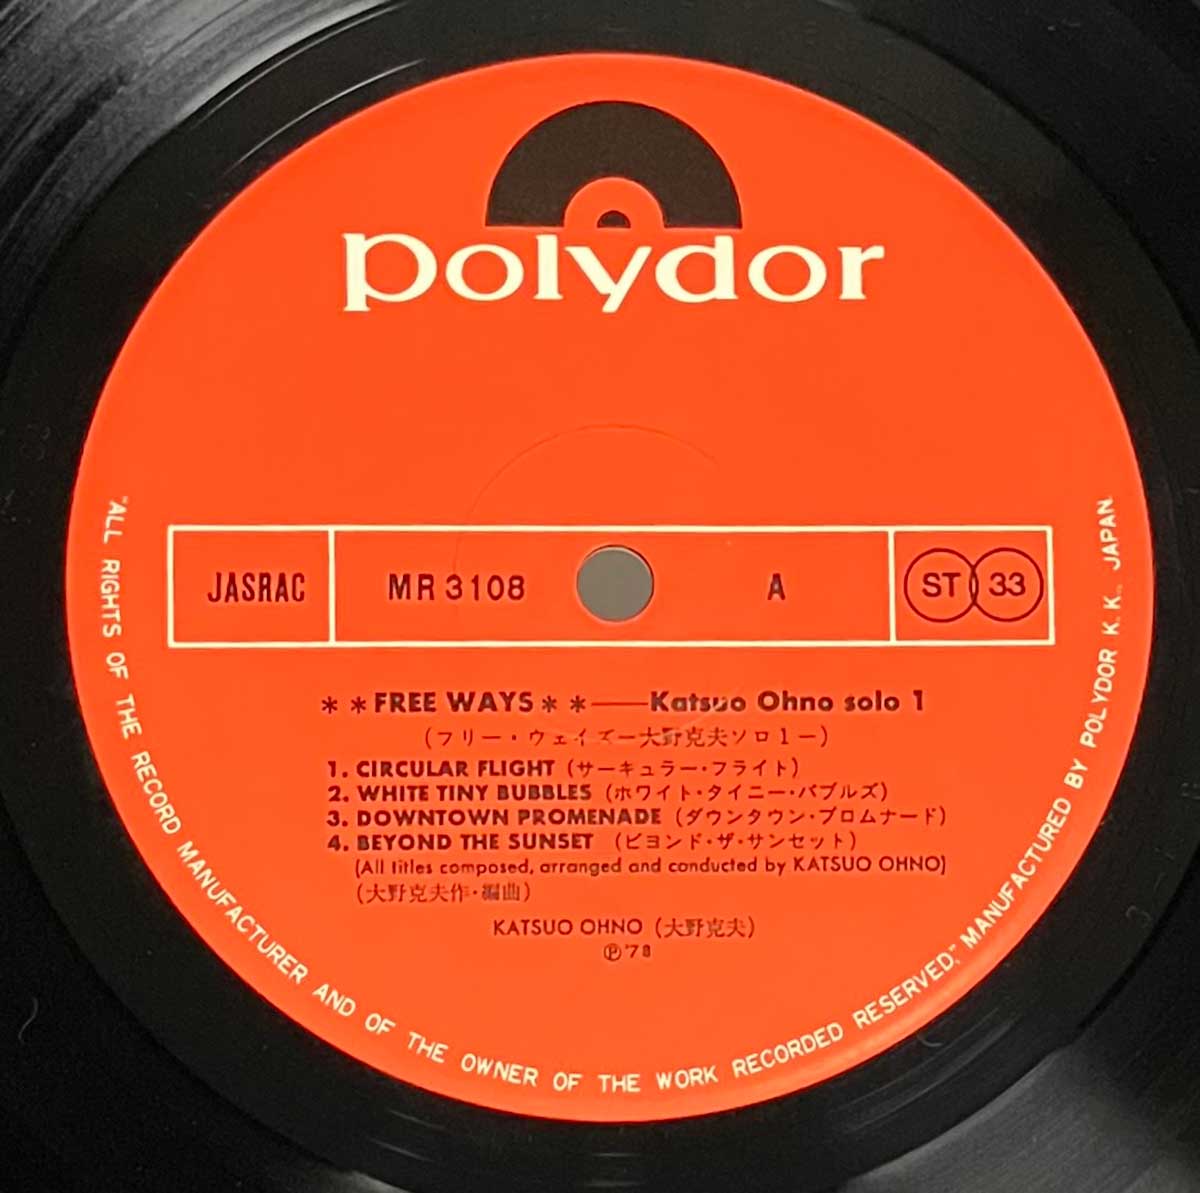 polydor
JASRAC MR 3108 A ST 33
**FREE WAYS**——Katsuo Ohno solo 1
(フリー・ウェイズー大野克夫ソロ1ー)
1. CIRCULAR FLIGHT (サーキュラー・フライト)
2. WHITE TINY BUBBLES (ホワイト・タイニー・バブルズ)
3. DOWNTOWN PROMENADE (ダウンタウン・プロムナード)
4. BEYOND THE SUNSET (ビヨンド・ザ・サンセット)
(All titles composed, arranged and conducted by KATSUO OHNO)
(大野克夫作・編曲)
KATSUO OHNO (大野克夫)
Ⓟ'78
"ALL RIGHTS OF THE RECORD MANUFACTURER AND OF THE OWNER OF THE WORK RECORDED RESERVED," MANUFACTURED BY POLYDOR K.K., JAPAN